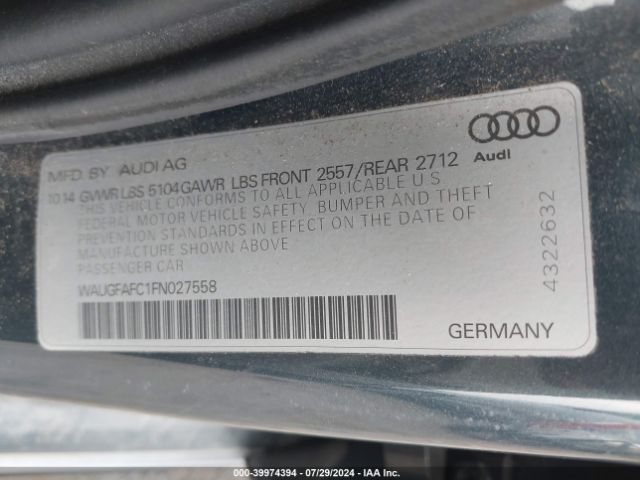 MFD. BY AUDI AG
10.14 GVWR LBS 5104 GAWR LBS FRONT 2557/REAR 2712
THIS VEHICLE CONFORMS TO ALL APPLICABLE U.S
FEDERAL MOTOR VEHICLE SAFETY, BUMPER AND THEFT
PREVENTION STANDARDS IN EFFECT ON THE DATE OF
MANUFACTURE SHOWN ABOVE
PASSENGER CAR
WAUGFAFC1FN027558
Audi
4322632
GERMANY
000-39974394 / 07/29/2024 - IAA Inc.